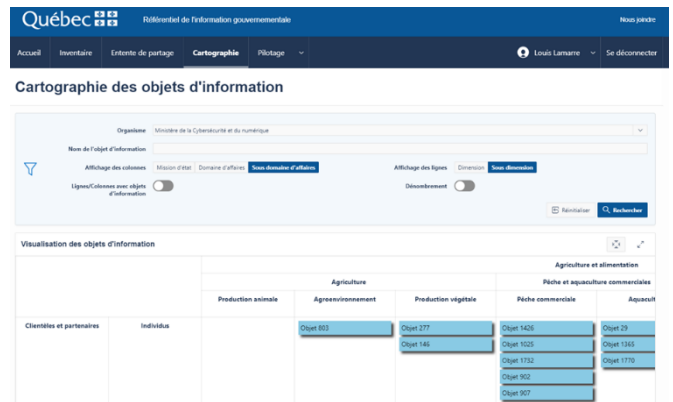 Québec
Référentiel de l'information gouvernementale
Nous joindre
Accueil Inventaire Entente de partage Cartographie Pilotage Louis Lamarre Se déconnecter
Cartographie des objets d'information
Organisme Ministère de la Cybersécurité et du numérique
Nom de l'objet d'information
Affichage des colonnes Mission d'état Domaine d'affaires Sous domaine d'affaires Affichage des lignes Dimension Sous dimension
Lignes/Colonnes avec objets d'information Dénombrement
Réinitialiser Rechercher
Visualisation des objets d'information
Agriculture et alimentation
Agriculture Pêche et aquaculture commerciales
Production animale Agroenvironnement Production végétale Pêche commerciale Aquacult
Clientèles et partenaires Individus Objet 803 Objet 277 Objet 1426 Objet 29
Objet 146 Objet 1025 Objet 1365
Objet 1732 Objet 1770
Objet 902
Objet 907